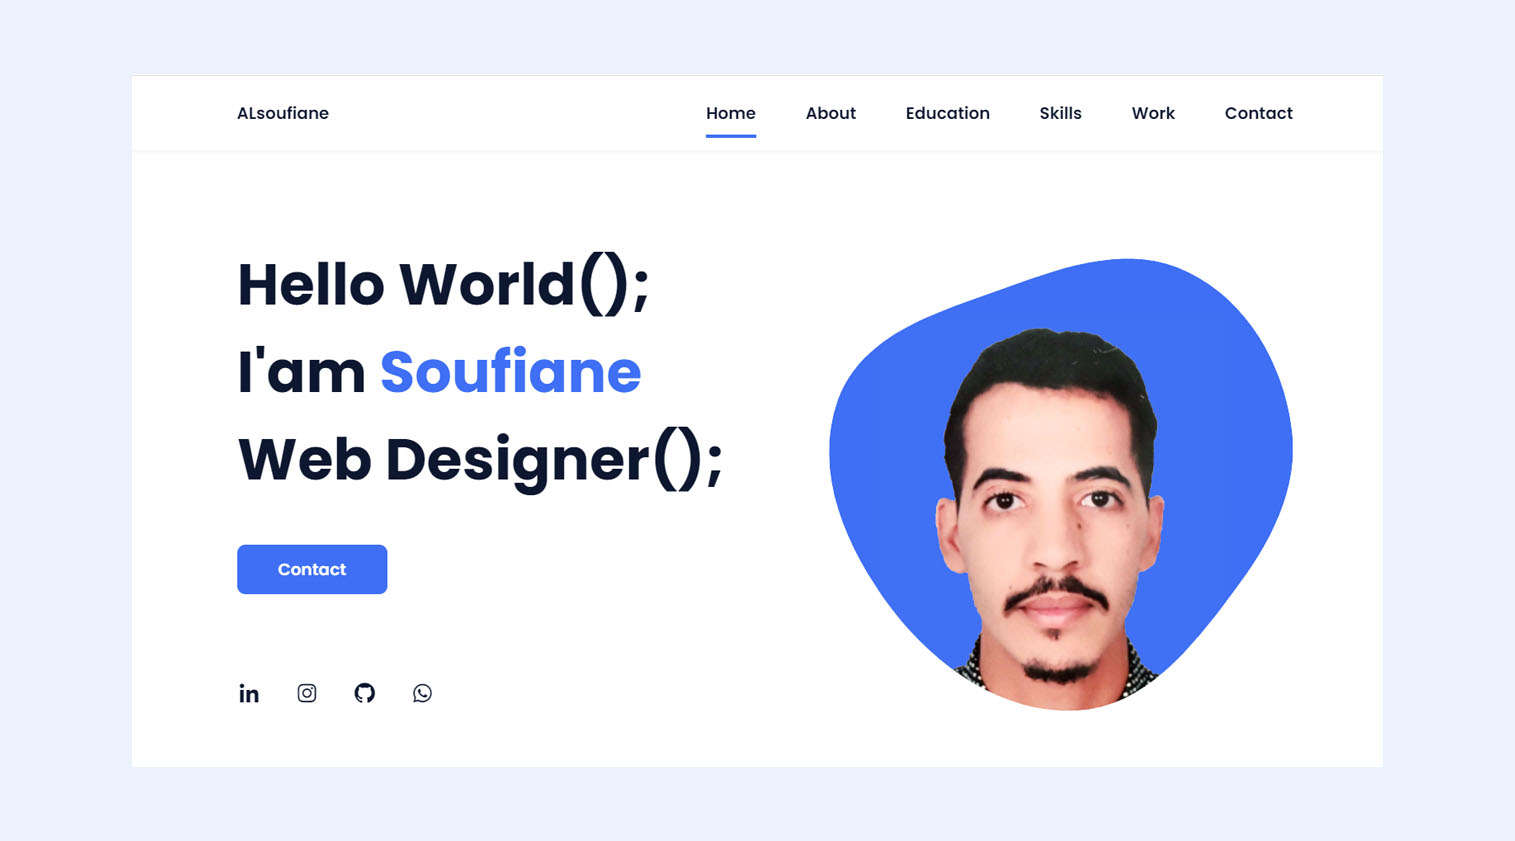 ALsoufiane
Home About Education Skills Work Contact
Hello World();
I'am Soufiane
Web Designer();
Contact
in